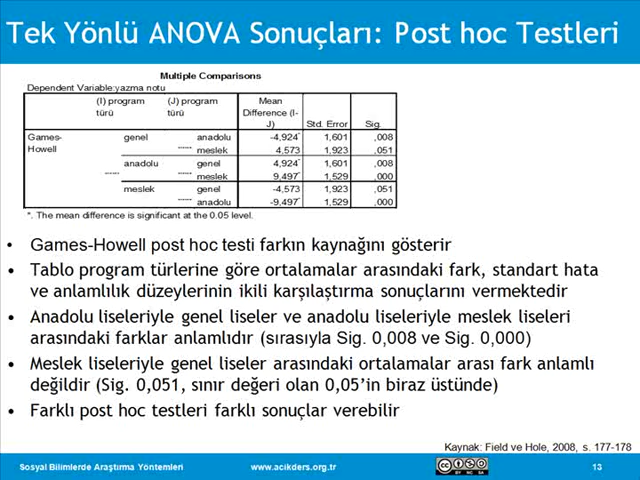 Tek Yönlü ANOVA Sonuçları: Post hoc Testleri
Multiple Comparisons
Dependent Variable:yazma notu
(I) program türü (J) program türü Mean Difference (I-J) Std. Error Sig.
Games-Howell genel anadolu -4,924* 1,601 ,008
meslek 4,573 1,923 ,051
anadolu genel 4,924* 1,601 ,008
meslek 9,497* 1,529 ,000
meslek genel -4,573 1,923 ,051
anadolu -9,497* 1,529 ,000
*. The mean difference is significant at the 0.05 level.
• Games-Howell post hoc testi farkın kaynağını gösterir
• Tablo program türlerine göre ortalamalar arasındaki fark, standart hata
ve anlamlılık düzeylerinin ikili karşılaştırma sonuçlarını vermektedir
• Anadolu liseleriyle genel liseler ve anadolu liseleriyle meslek liseleri
arasındaki farklar anlamlıdır (sırasıyla Sig. 0,008 ve Sig. 0,000)
• Meslek liseleriyle genel liseler arasındaki ortalamalar arası fark anlamlı
değildir (Sig. 0,051, sınır değeri olan 0,05'in biraz üstünde)
• Farklı post hoc testleri farklı sonuçlar verebilir
Kaynak: Field ve Hole, 2008, s. 177-178
Sosyal Bilimlerde Araştırma Yöntemleri www.acikders.org.tr cc BY NC SA 13